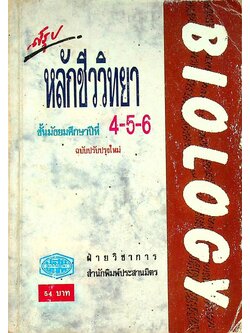 สรุป
หลักชีววิทยา
ชั้นมัธยมศึกษาปีที่ 4-5-6
ฉบับปรับปรุงใหม่
BIOLOGY
ฝ่ายวิชาการ
สำนักพิมพ์ประสานมิตร
54 บาท